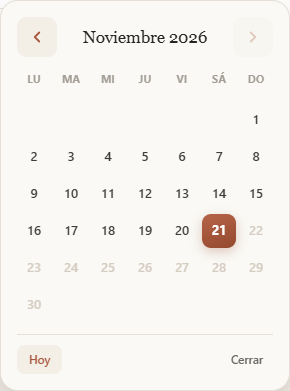 Noviembre 2026
LU MA MI JU VI SÁ DO
1
2 3 4 5 6 7 8
9 10 11 12 13 14 15
16 17 18 19 20 21 22
23 24 25 26 27 28 29
30
Hoy Cerrar